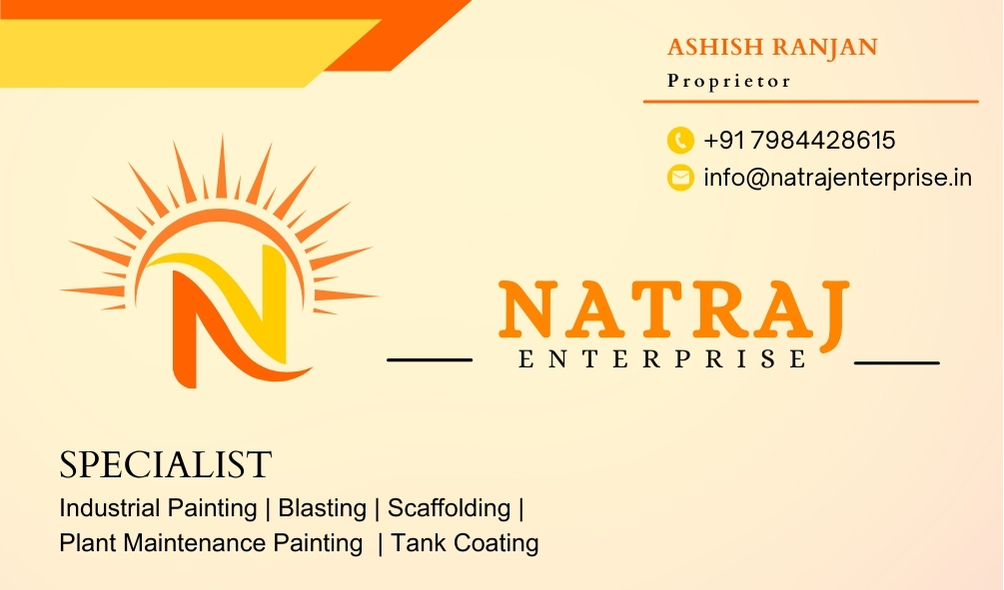 ASHISH RANJAN
Proprietor
+91 7984428615
info@natrajenterprise.in
N
NATRAJ
ENTERPRISE
SPECIALIST
Industrial Painting | Blasting | Scaffolding |
Plant Maintenance Painting | Tank Coating